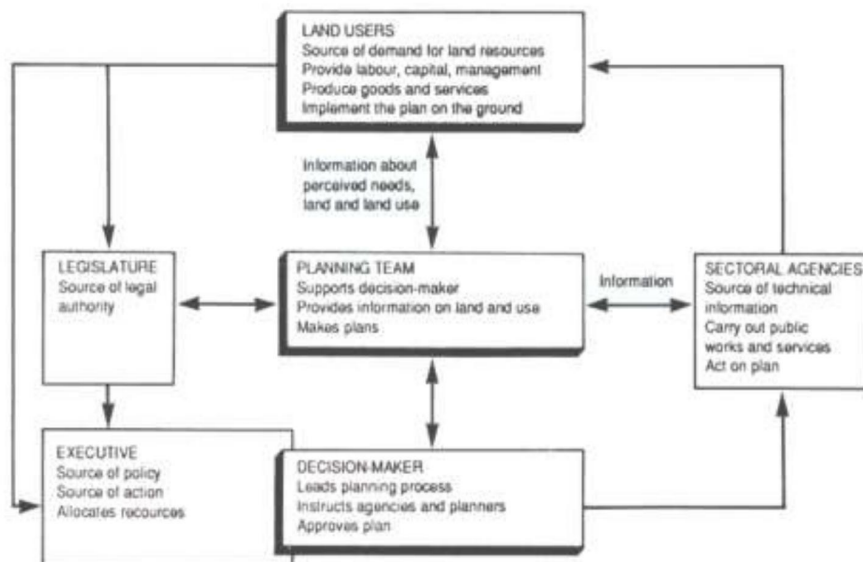 LAND USERS
Source of demand for land resources
Provide labour, capital, management
Produce goods and services
Implement the plan on the ground
Information about
perceived needs,
land and land use
LEGISLATURE
Source of legal
authority
PLANNING TEAM
Supports decision-maker
Provides information on land and use
Makes plans
Information
SECTORAL AGENCIES
Source of technical
information
Carry out public
works and services
Act on plan
EXECUTIVE
Source of policy
Source of action
Allocates recources
DECISION-MAKER
Leads planning process
Instructs agencies and planners
Approves plan